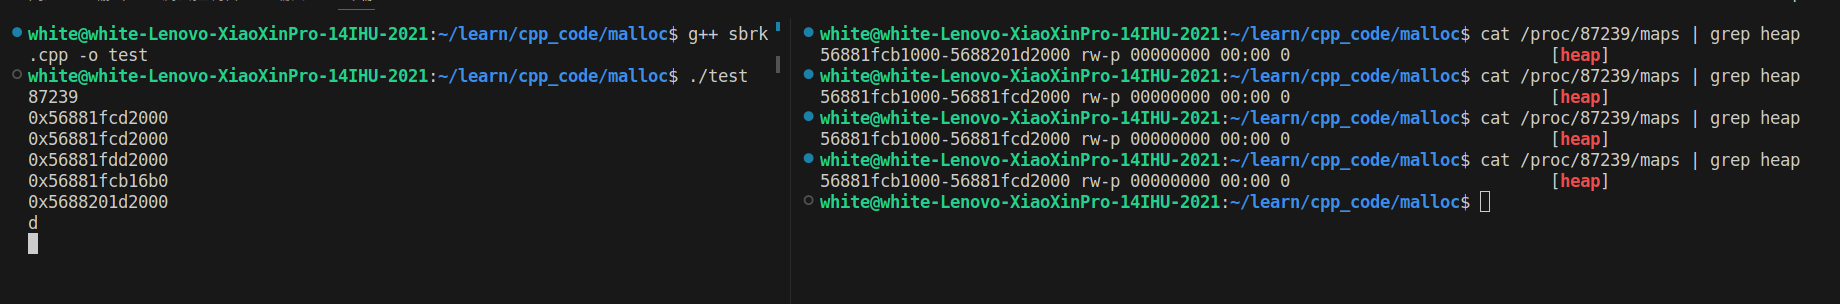 white@white-Lenovo-XiaoXinPro-14IHU-2021:~/learn/cpp_code/malloc$ g++ sbrk
.cpp -o test
white@white-Lenovo-XiaoXinPro-14IHU-2021:~/learn/cpp_code/malloc$ ./test
87239
0x56881fcd2000
0x56881fcd2000
0x56881fdd2000
0x56881fcb16b0
0x5688201d2000
d
white@white-Lenovo-XiaoXinPro-14IHU-2021:~/learn/cpp_code/malloc$ cat /proc/87239/maps | grep heap
56881fcb1000-5688201d2000 rw-p 00000000 00:00 0 [heap]
white@white-Lenovo-XiaoXinPro-14IHU-2021:~/learn/cpp_code/malloc$ cat /proc/87239/maps | grep heap
56881fcb1000-56881fcd2000 rw-p 00000000 00:00 0 [heap]
white@white-Lenovo-XiaoXinPro-14IHU-2021:~/learn/cpp_code/malloc$ cat /proc/87239/maps | grep heap
56881fcb1000-56881fcd2000 rw-p 00000000 00:00 0 [heap]
white@white-Lenovo-XiaoXinPro-14IHU-2021:~/learn/cpp_code/malloc$ cat /proc/87239/maps | grep heap
56881fcb1000-56881fcd2000 rw-p 00000000 00:00 0 [heap]
white@white-Lenovo-XiaoXinPro-14IHU-2021:~/learn/cpp_code/malloc$